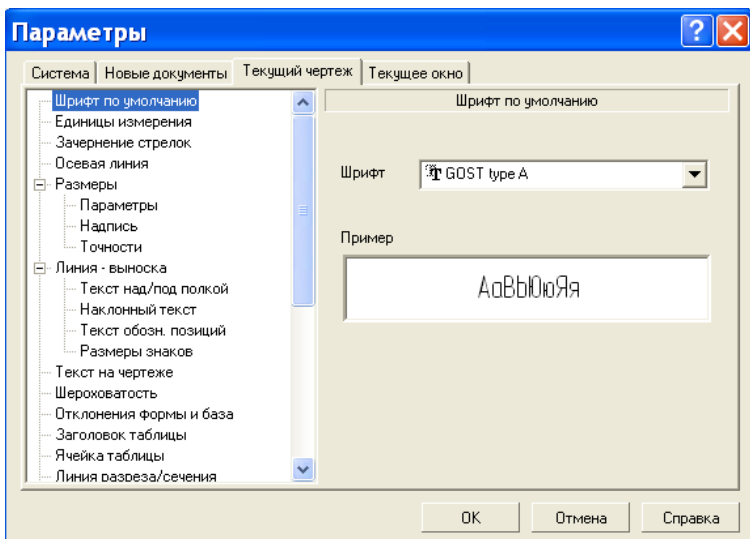 Параметры
Система
Новые документы
Текущий чертеж
Текущее окно
Шрифт по умолчанию
Единицы измерения
Зачернение стрелок
Осевая линия
Размеры
Параметры
Надпись
Точности
Линия - выноска
Текст над/под полкой
Наклонный текст
Текст обозн. позиций
Размеры знаков
Текст на чертеже
Шероховатость
Отклонения формы и база
Заголовок таблицы
Ячейка таблицы
Линия разреза/сечения
Шрифт по умолчанию
Шрифт
GOST type A
Пример
АаВЬЮюЯя
OK
Отмена
Справка